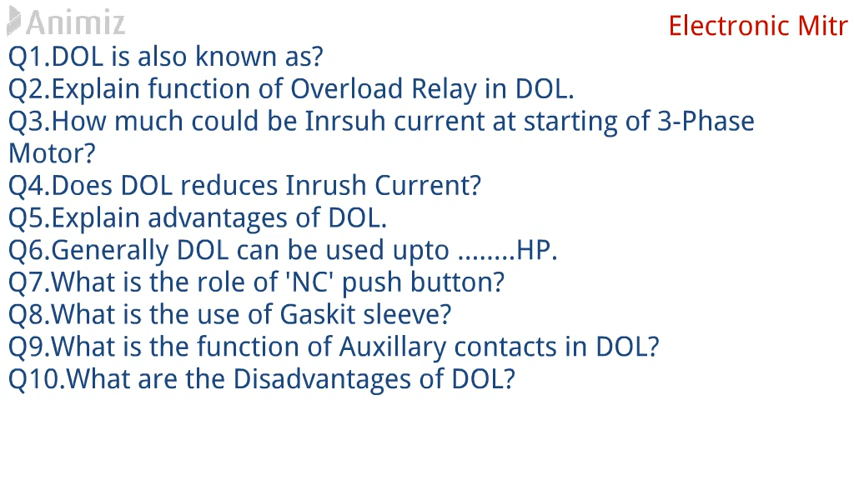 Animiz
Electronic Mitr
Q1.DOL is also known as?
Q2.Explain function of Overload Relay in DOL.
Q3.How much could be Inrsuh current at starting of 3-Phase
Motor?
Q4.Does DOL reduces Inrush Current?
Q5.Explain advantages of DOL.
Q6.Generally DOL can be used upto ........HP.
Q7.What is the role of 'NC' push button?
Q8.What is the use of Gaskit sleeve?
Q9.What is the function of Auxillary contacts in DOL?
Q10.What are the Disadvantages of DOL?